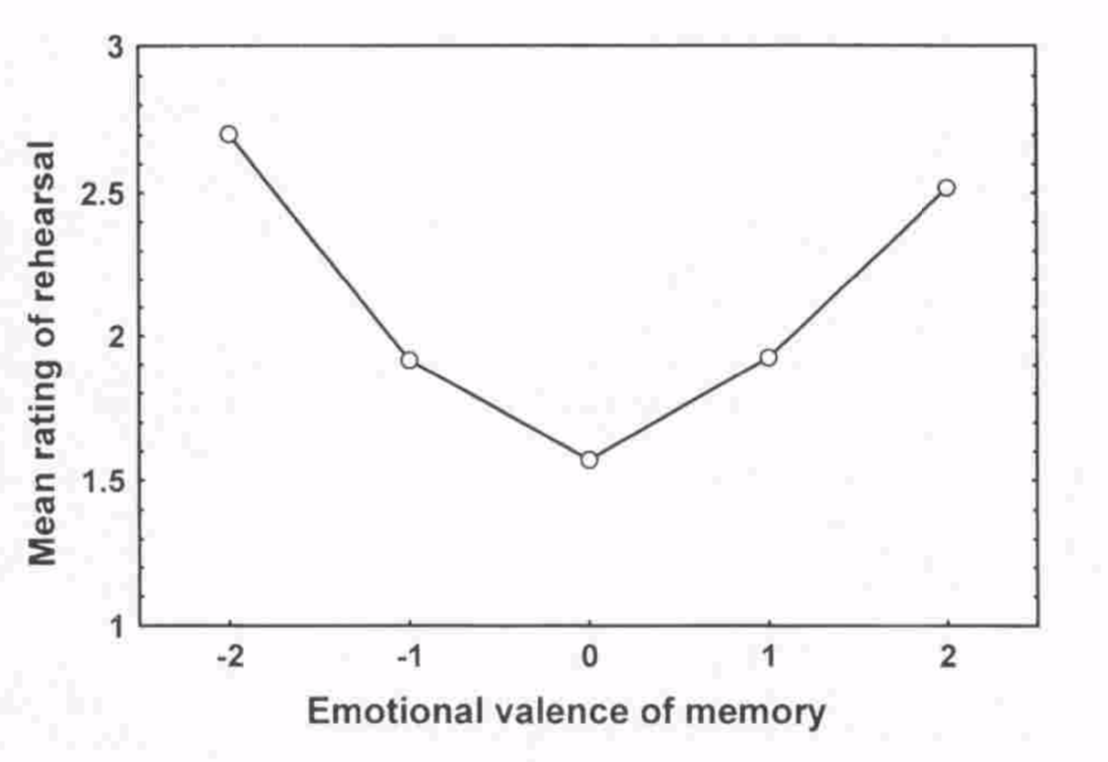 3
2.5
2
1.5
1
Mean rating of rehearsal
-2 -1 0 1 2
Emotional valence of memory